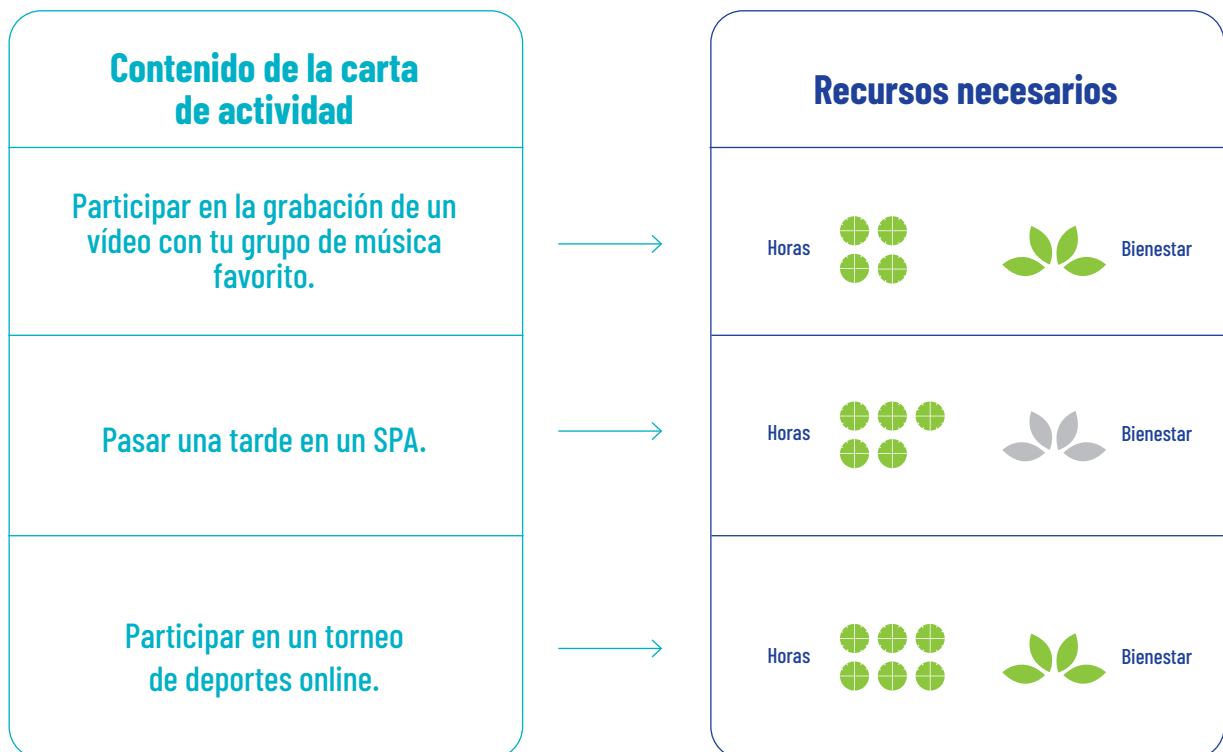 Contenido de la carta
de actividad
Recursos necesarios
Participar en la grabación de un
vídeo con tu grupo de música
favorito.
Horas
Bienestar
Pasar una tarde en un SPA.
Horas
Bienestar
Participar en un torneo
de deportes online.
Horas
Bienestar